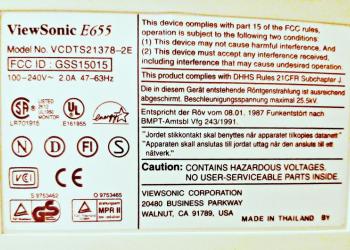 ViewSonic E655
Model No. VCDTS21378-2E
FCC ID : GSS15015
100-240V~ 2.0A 47-63Hz
LISTED
LR701915 E161955
N D FI
VCCI CE
S 9753462 O 9753465
GS MPR II
This device complies with part 15 of the FCC rules,
operation is subject to the following two conditions:
(1) This device may not cause harmful interference, And
(2) This device must accept any interference received,
including interference that may cause undesired operation.
This product complies with DHHS Rules 21CFR Subchapter J.
In diesem Gerät entstehende Röntgenstrahlung ist ausreichend
abgeschirmt. Beschleunigungsspannung maximal 25.5kV.
Entspricht der Röv vom 08.01.1987 Funkentstört nach
BMPT-Amtsbl Vfg 243/1991.
"Jordet stikkontakt skal benyttes når apparatet tilkoples datanett"
"Apparaten skall anslutas till jordat uttag när den ansluts till ett
nätverk."
Caution: CONTAINS HAZARDOUS VOLTAGES,
NO USER-SERVICEABLE PARTS INSIDE.
VIEWSONIC CORPORATION
20480 BUSINESS PARKWAY
WALNUT, CA 91789, USA
MADE IN THAILAND BY